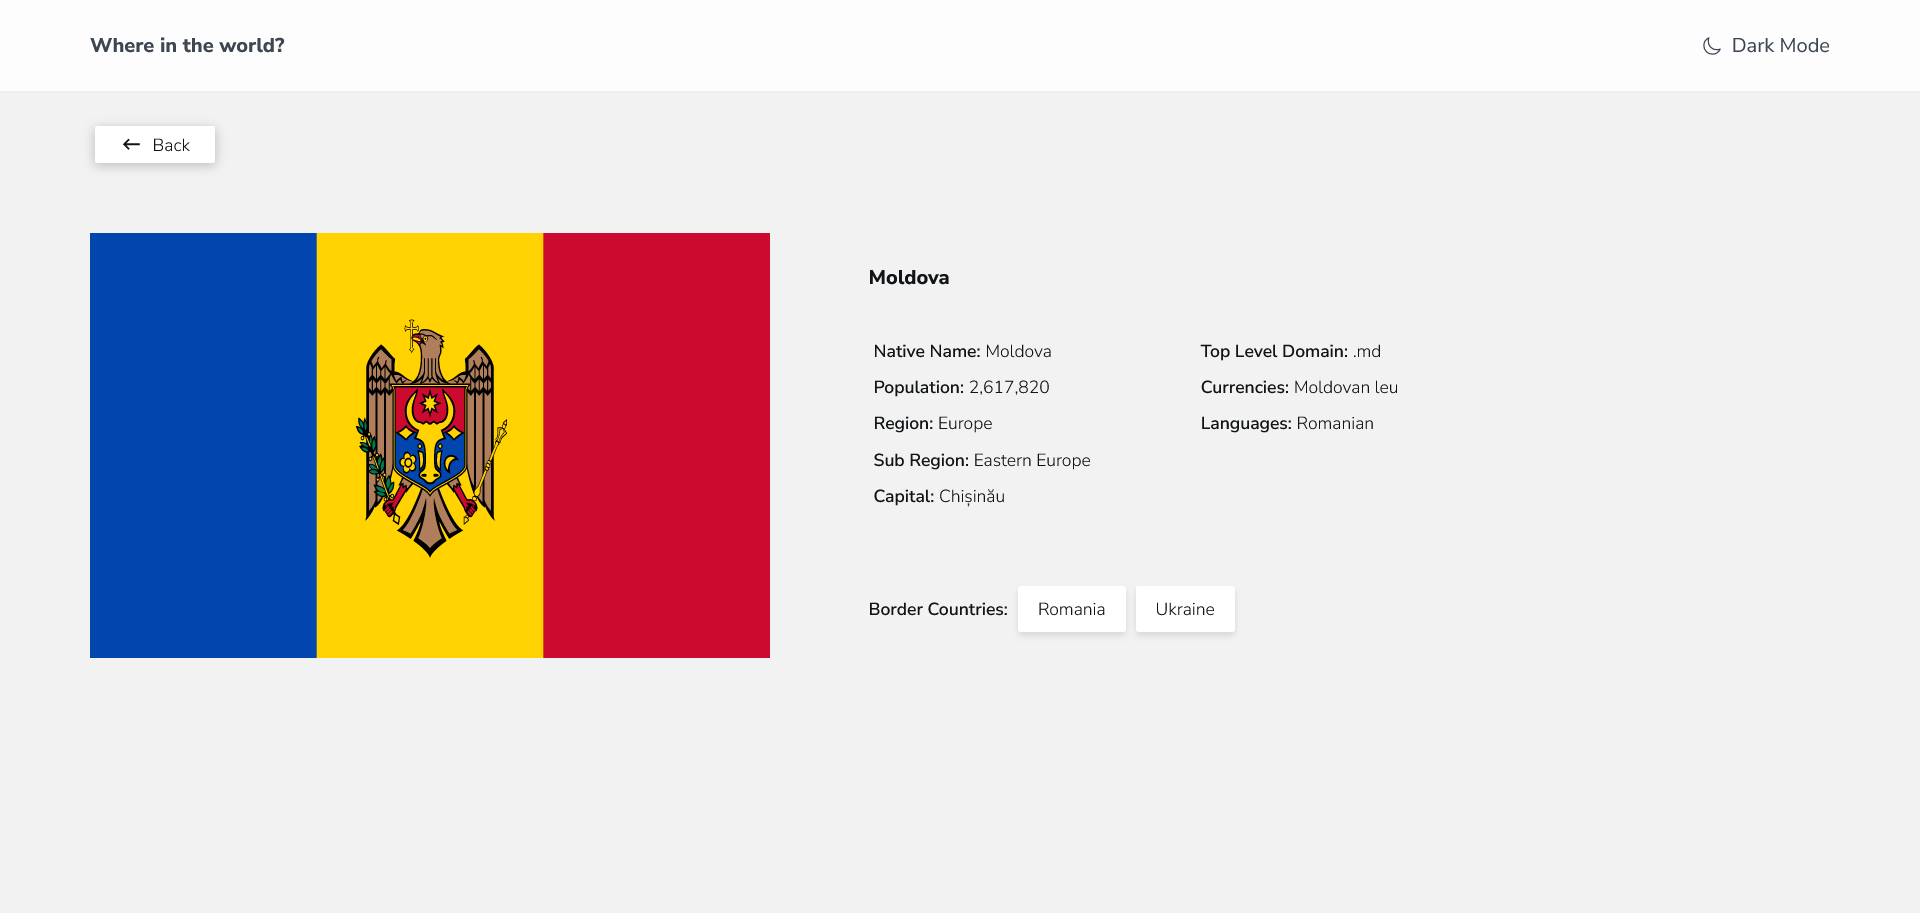 Where in the world?
Dark Mode
Back
Moldova
Native Name: Moldova
Population: 2,617,820
Region: Europe
Sub Region: Eastern Europe
Capital: Chișinău
Top Level Domain: .md
Currencies: Moldovan leu
Languages: Romanian
Border Countries: Romania Ukraine